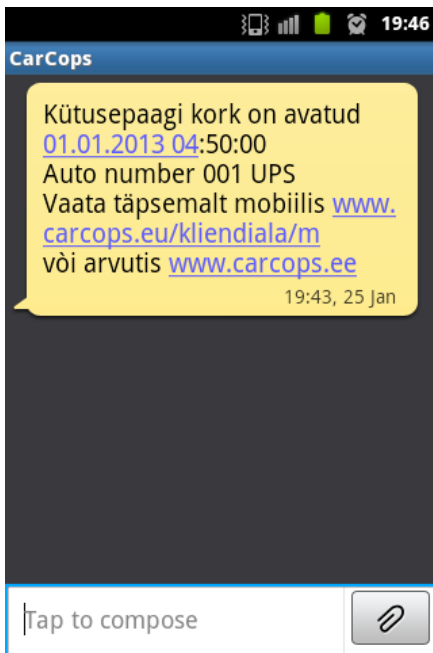 19:46
CarCops
Kütusepaagi kork on avatud
01.01.2013 04:50:00
Auto number 001 UPS
Vaata täpsemalt mobiilis www.
carcops.eu/kliendiala/m
vòi arvutis www.carcops.ee
19:43, 25 Jan
Tap to compose